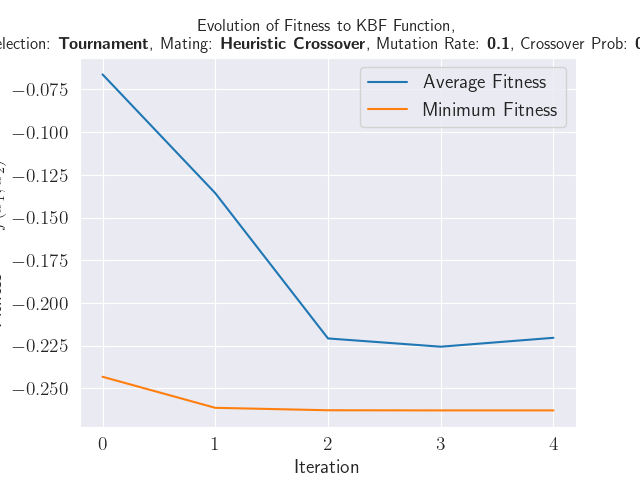 Evolution of Fitness to KBF Function,
election: Tournament, Mating: Heuristic Crossover, Mutation Rate: 0.1, Crossover Prob:
Average Fitness
Minimum Fitness
−0.075
−0.100
−0.125
−0.150
−0.175
−0.200
−0.225
−0.250
0 1 2 3 4
Iteration